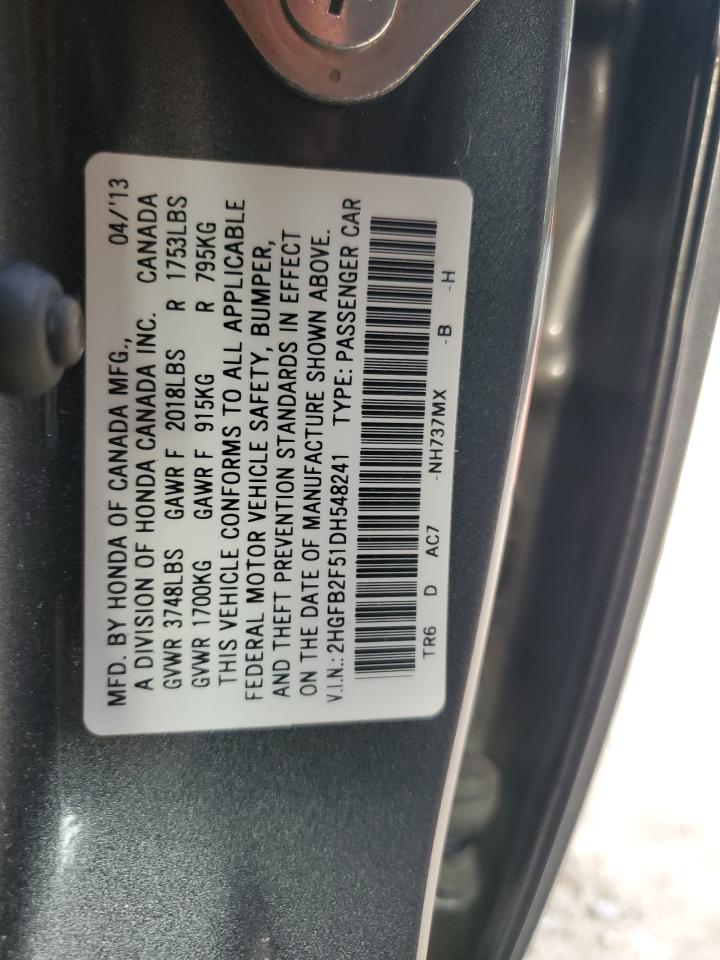 MFD. BY HONDA OF CANADA MFG., 04/'13
A DIVISION OF HONDA CANADA INC. CANADA
GVWR 3748LBS GAWR F 2018LBS R 1753LBS
GVWR 1700KG GAWR F 915KG R 795KG
THIS VEHICLE CONFORMS TO ALL APPLICABLE
FEDERAL MOTOR VEHICLE SAFETY, BUMPER,
AND THEFT PREVENTION STANDARDS IN EFFECT
ON THE DATE OF MANUFACTURE SHOWN ABOVE.
V.I.N.: 2HGFB2F51DH548241 TYPE: PASSENGER CAR
TR6 D AC7 -NH737MX -B -H